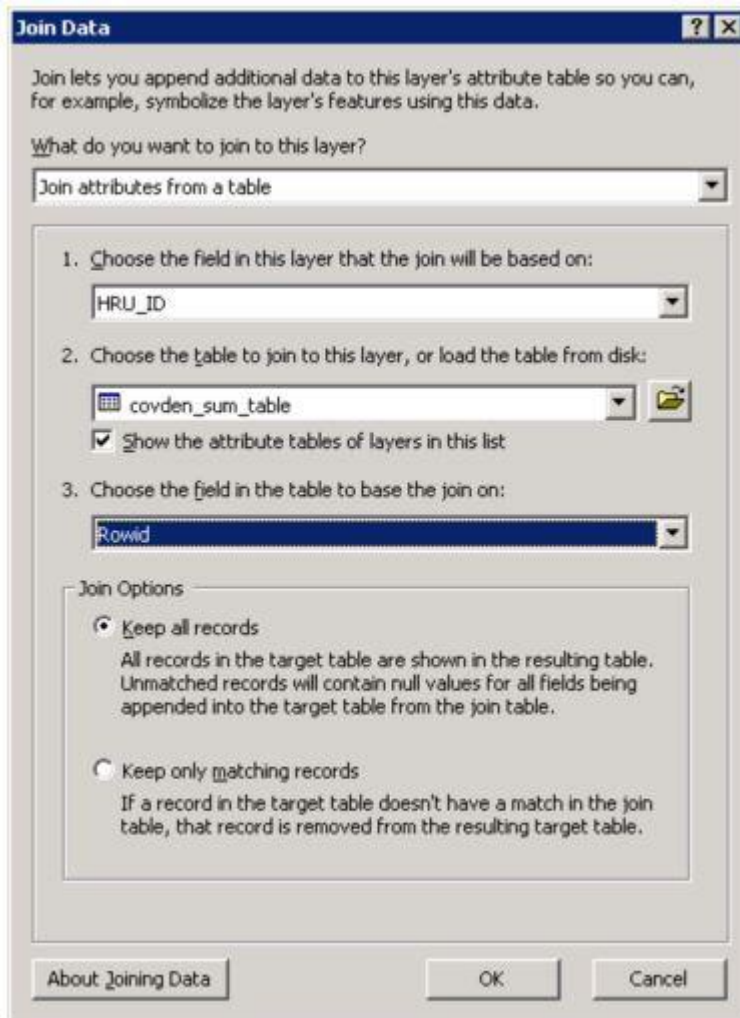 Join Data
Join lets you append additional data to this layer's attribute table so you can,
for example, symbolize the layer's features using this data.
What do you want to join to this layer?
Join attributes from a table
1. Choose the field in this layer that the join will be based on:
HRU_ID
2. Choose the table to join to this layer, or load the table from disk:
covden_sum_table
Show the attribute tables of layers in this list
3. Choose the field in the table to base the join on:
Rowid
Join Options
Keep all records
All records in the target table are shown in the resulting table.
Unmatched records will contain null values for all fields being
appended into the target table from the join table.
Keep only matching records
If a record in the target table doesn't have a match in the join
table, that record is removed from the resulting target table.
About Joining Data
OK
Cancel